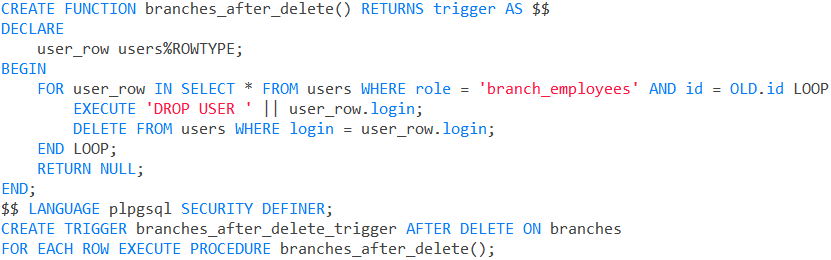 CREATE FUNCTION branches_after_delete() RETURNS trigger AS $$
DECLARE
    user_row users%ROWTYPE;
BEGIN
    FOR user_row IN SELECT * FROM users WHERE role = 'branch_employees' AND id = OLD.id LOOP
        EXECUTE 'DROP USER ' || user_row.login;
        DELETE FROM users WHERE login = user_row.login;
    END LOOP;
    RETURN NULL;
END;
$$ LANGUAGE plpgsql SECURITY DEFINER;
CREATE TRIGGER branches_after_delete_trigger AFTER DELETE ON branches
FOR EACH ROW EXECUTE PROCEDURE branches_after_delete();